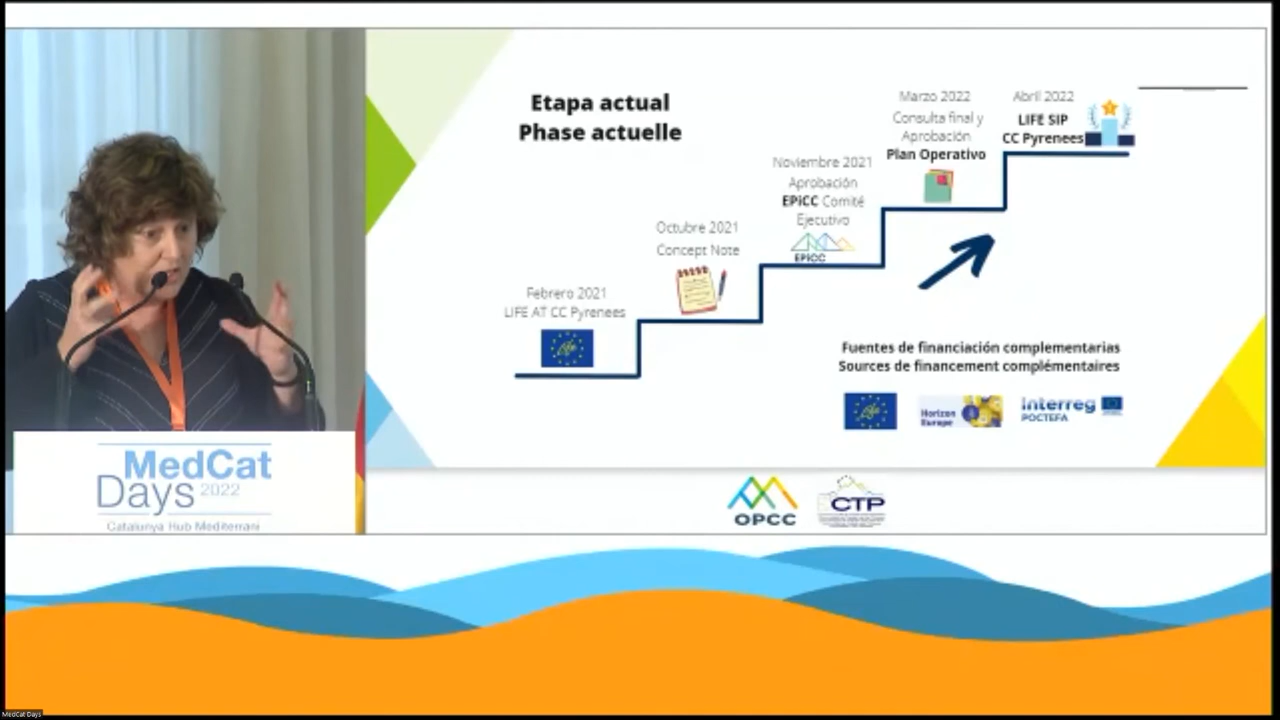 Etapa actual
Phase actuelle
Febrero 2021
LIFE AT CC Pyrenees
Octubre 2021
Concept Note
Noviembre 2021
Aprobación
EPiCC Comité
Ejecutivo
EPiCC
Marzo 2022
Consulta final y
Aprobación
Plan Operativo
Abril 2022
LIFE SIP
CC Pyrenees
Fuentes de financiación complementarias
Sources de financement complémentaires
Life
Horizon
Europe
interreg
POCTEFA
OPCC
CTP
MedCat
Days 2022
Catalunya Hub Mediterrani
MedCat Days